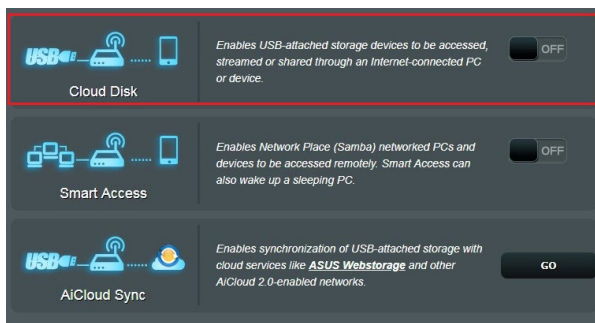 Enables USB-attached storage devices to be accessed,
streamed or shared through an Internet-connected PC
or device.
OFF
USB
Cloud Disk
Enables Network Place (Samba) networked PCs and
devices to be accessed remotely. Smart Access can
also wake up a sleeping PC.
OFF
Smart Access
Enables synchronization of USB-attached storage with
cloud services like ASUS Webstorage and other
AiCloud 2.0-enabled networks.
GO
USB
AiCloud Sync